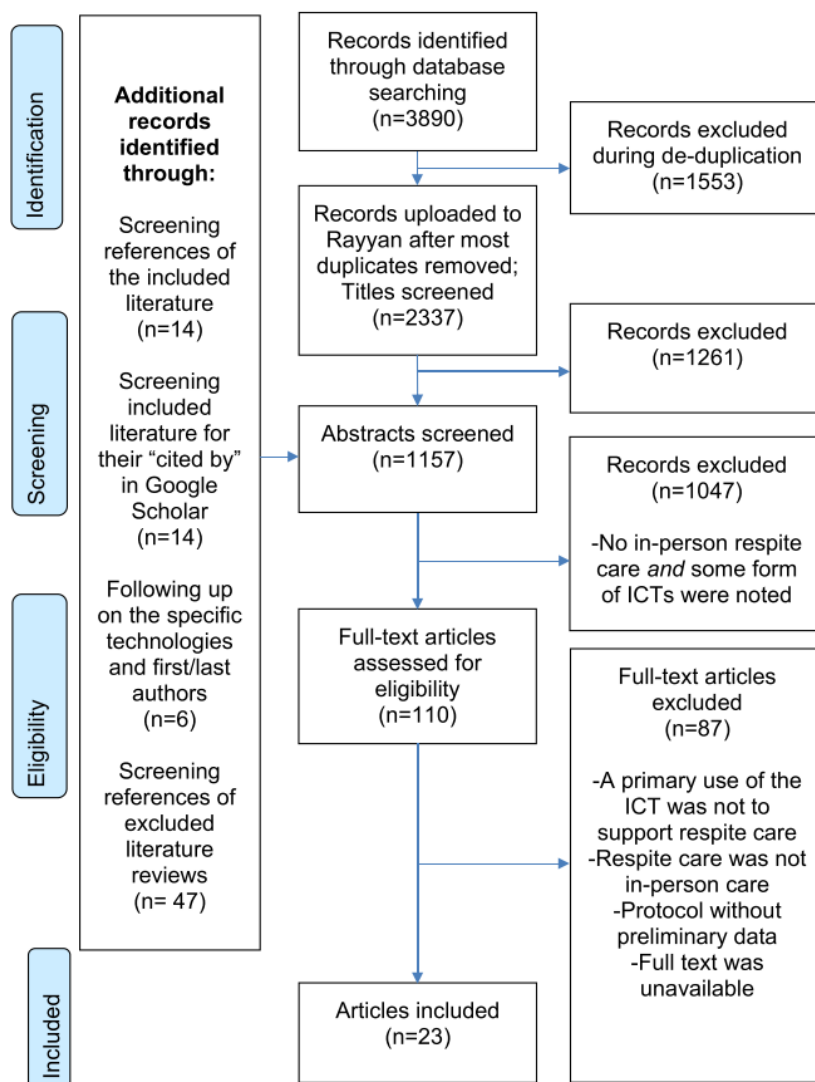 Identification
Screening
Eligibility
Included
Additional
records
identified
through:
Screening
references of
the included
literature
(n=14)
Screening
included
literature for
their “cited by”
in Google
Scholar
(n=14)
Following up
on the specific
technologies
and first/last
authors
(n=6)
Screening
references of
excluded
literature
reviews
(n= 47)
Records identified
through database
searching
(n=3890)
Records excluded
during de-duplication
(n=1553)
Records uploaded to
Rayyan after most
duplicates removed;
Titles screened
(n=2337)
Records excluded
(n=1261)
Abstracts screened
(n=1157)
Records excluded
(n=1047)
-No in-person respite
care and some form
of ICTs were noted
Full-text articles
assessed for
eligibility
(n=110)
Full-text articles
excluded
(n=87)
-A primary use of the
ICT was not to
support respite care
-Respite care was not
in-person care
-Protocol without
preliminary data
-Full text was
unavailable
Articles included
(n=23)